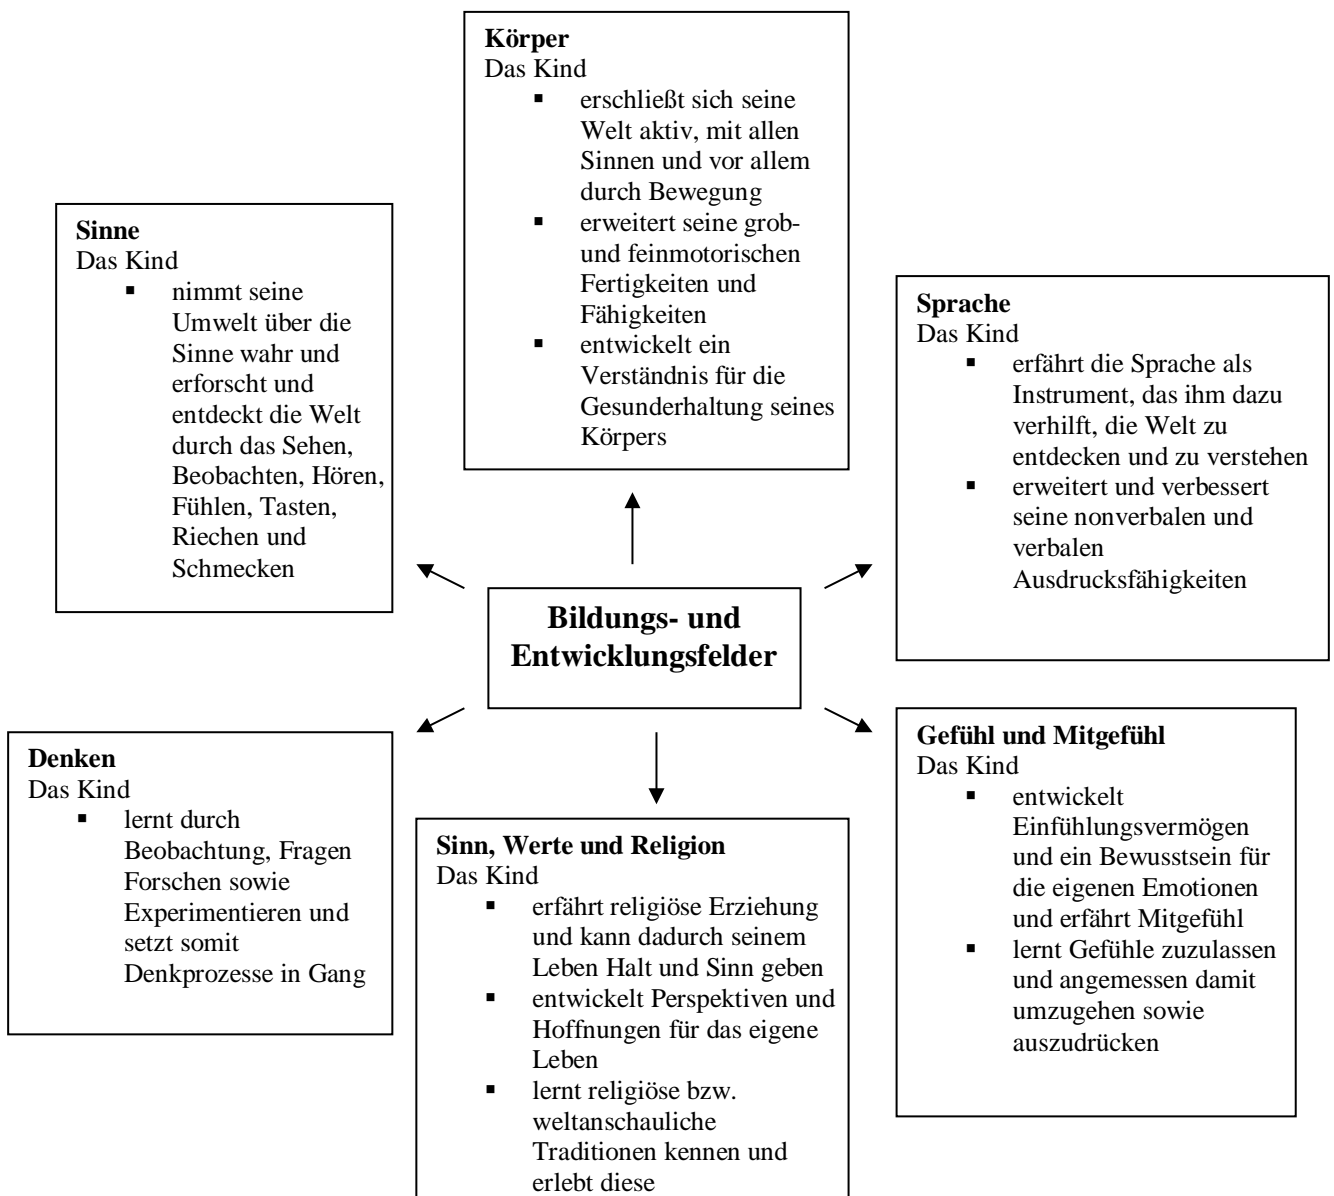 Körper
Das Kind
▪ erschließt sich seine
Welt aktiv, mit allen
Sinnen und vor allem
durch Bewegung
▪ erweitert seine grob-
und feinmotorischen
Fertigkeiten und
Fähigkeiten
▪ entwickelt ein
Verständnis für die
Gesunderhaltung seines
Körpers
Sinne
Das Kind
▪ nimmt seine
Umwelt über die
Sinne wahr und
erforscht und
entdeckt die Welt
durch das Sehen,
Beobachten, Hören,
Fühlen, Tasten,
Riechen und
Schmecken
Sprache
Das Kind
▪ erfährt die Sprache als
Instrument, das ihm dazu
verhilft, die Welt zu
entdecken und zu verstehen
▪ erweitert und verbessert
seine nonverbalen und
verbalen
Ausdrucksfähigkeiten
Bildungs- und
Entwicklungsfelder
Denken
Das Kind
▪ lernt durch
Beobachtung, Fragen
Forschen sowie
Experimentieren und
setzt somit
Denkprozesse in Gang
Sinn, Werte und Religion
Das Kind
▪ erfährt religiöse Erziehung
und kann dadurch seinem
Leben Halt und Sinn geben
▪ entwickelt Perspektiven und
Hoffnungen für das eigene
Leben
▪ lernt religiöse bzw.
weltanschauliche
Traditionen kennen und
erlebt diese
Gefühl und Mitgefühl
Das Kind
▪ entwickelt
Einfühlungsvermögen
und ein Bewusstsein für
die eigenen Emotionen
und erfährt Mitgefühl
▪ lernt Gefühle zuzulassen
und angemessen damit
umzugehen sowie
auszudrücken